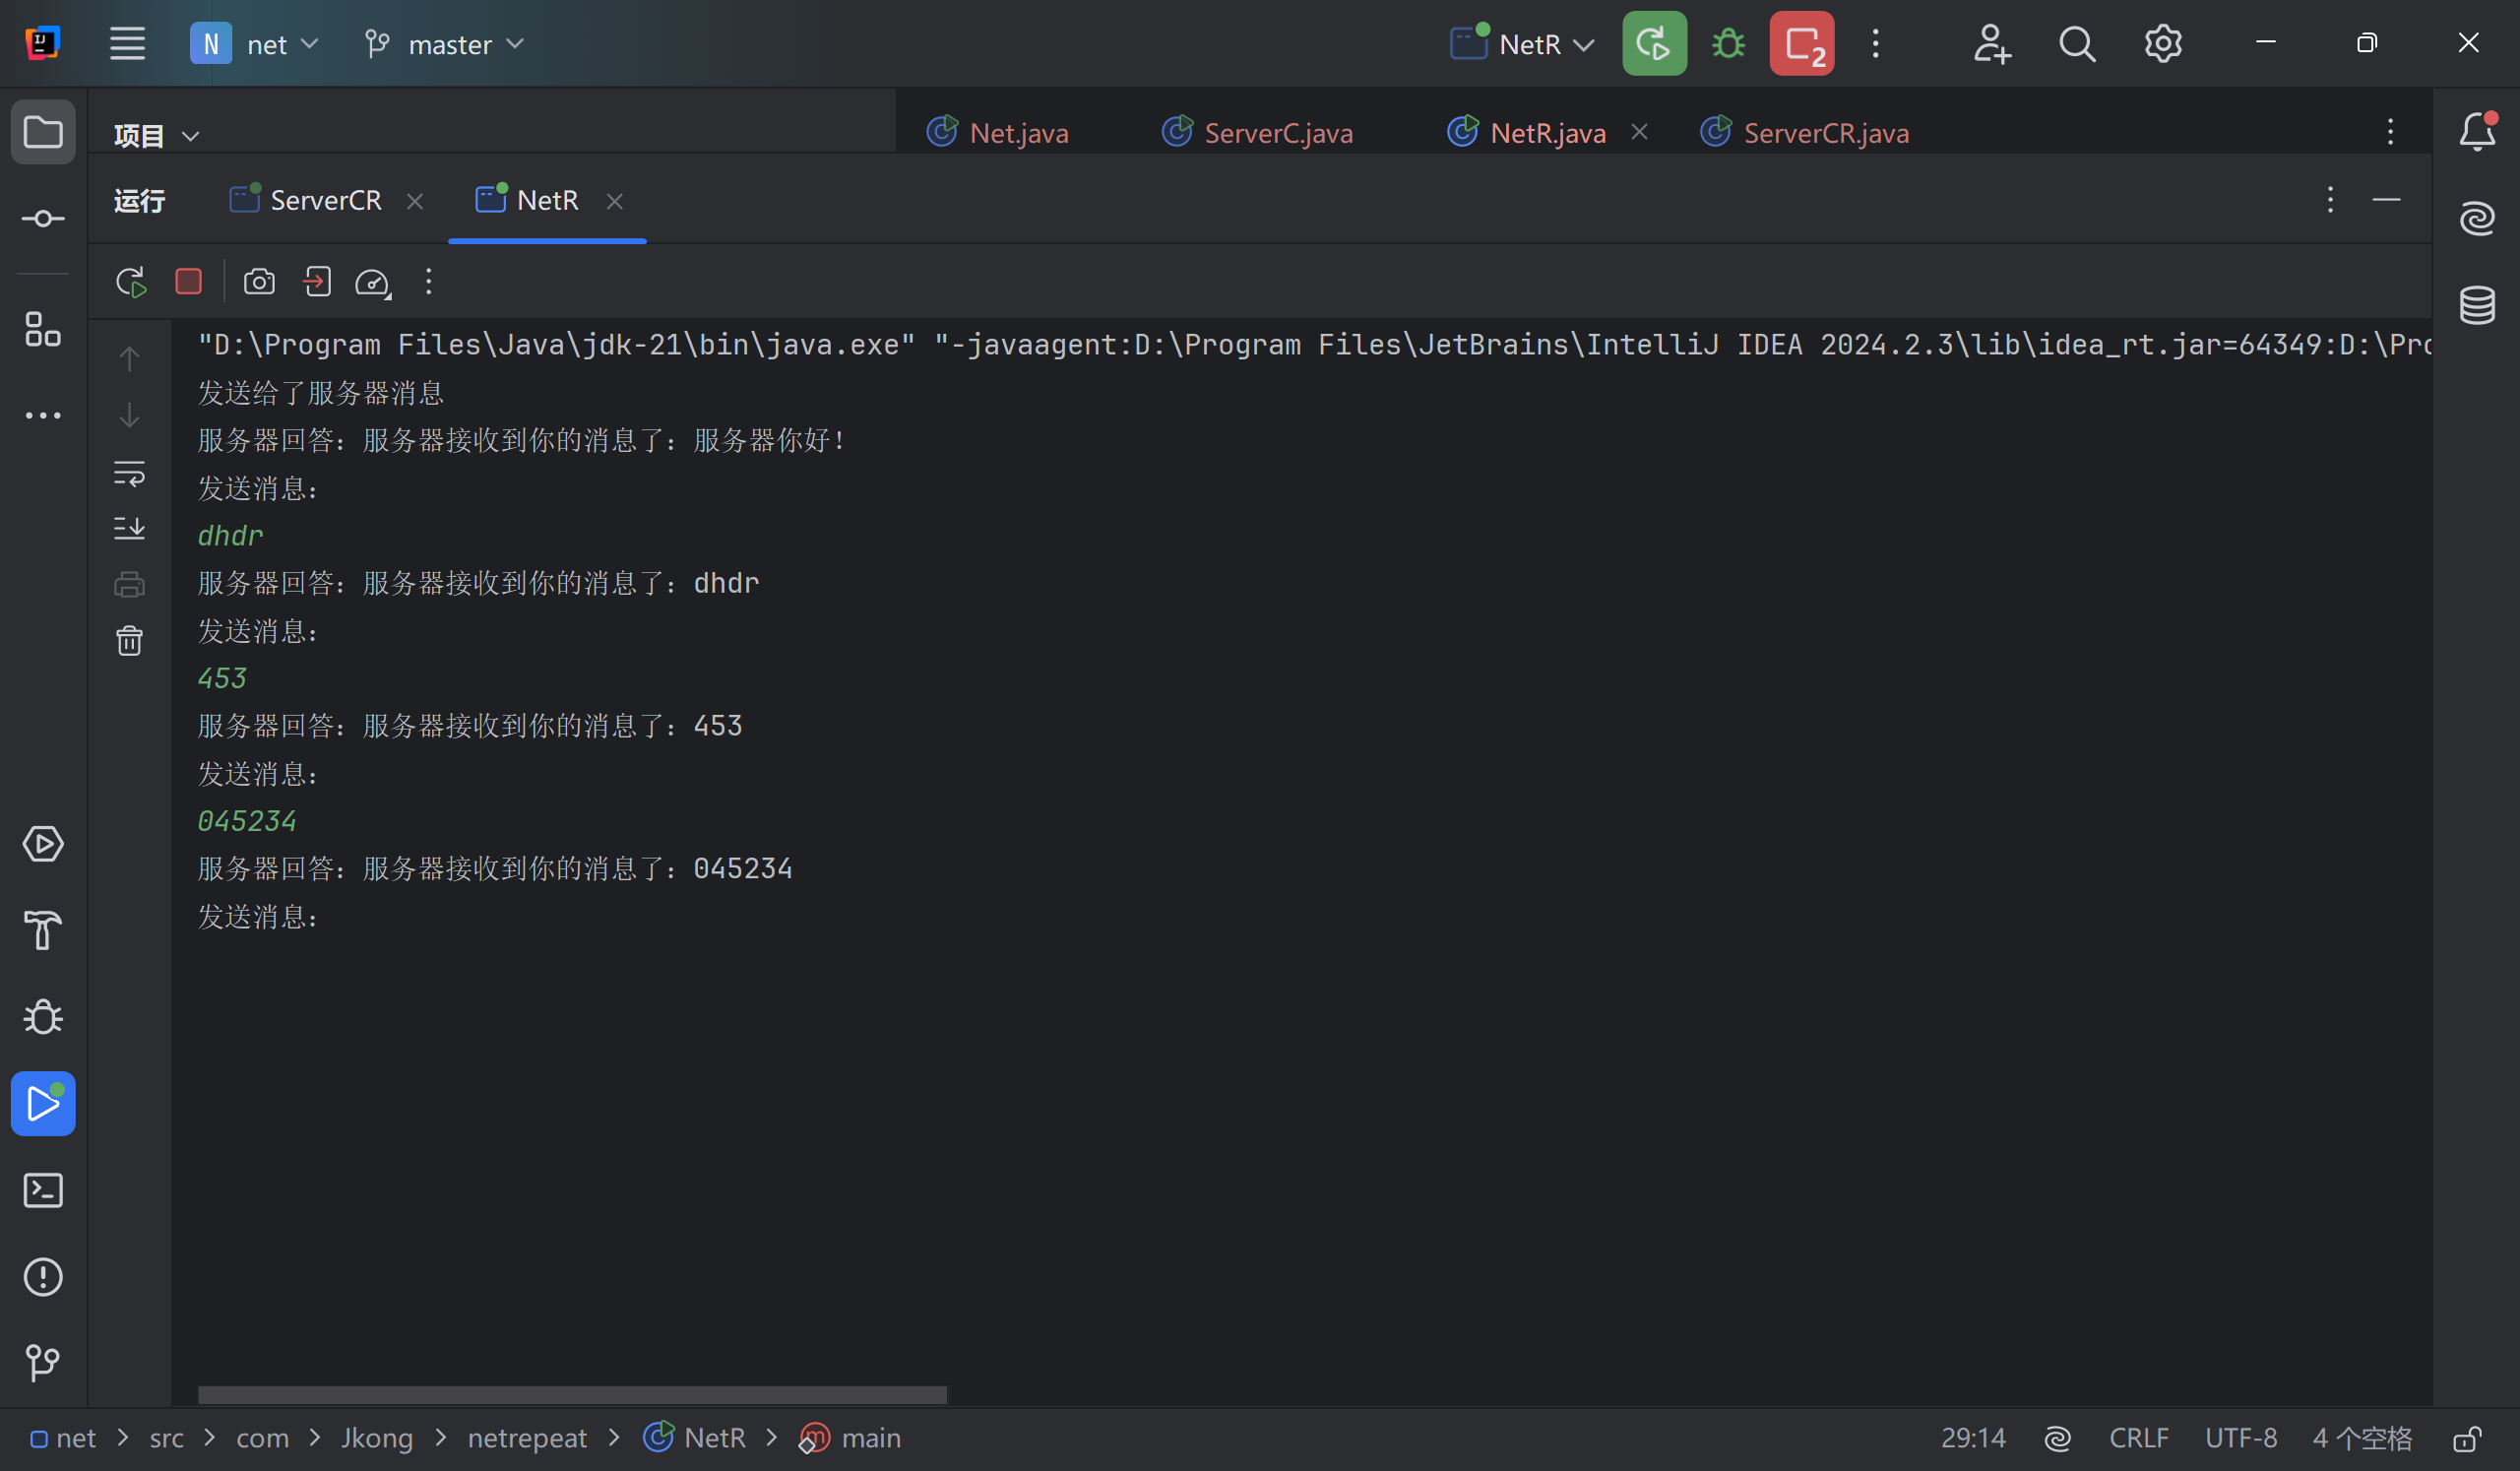 N net master NetR 2
项目 Net.java ServerC.java NetR.java ServerCR.java
运行 ServerCR NetR
"D:\Program Files\Java\jdk-21\bin\java.exe" "-javaagent:D:\Program Files\JetBrains\IntelliJ IDEA 2024.2.3\lib\idea_rt.jar=64349:D:\Pro
发送给了服务器消息
服务器回答：服务器接收到你的消息了：服务器你好！
发送消息：
dhdr
服务器回答：服务器接收到你的消息了：dhdr
发送消息：
453
服务器回答：服务器接收到你的消息了：453
发送消息：
045234
服务器回答：服务器接收到你的消息了：045234
发送消息：
net > src > com > Jkong > netrepeat > NetR > main 29:14 CRLF UTF-8 4 个空格